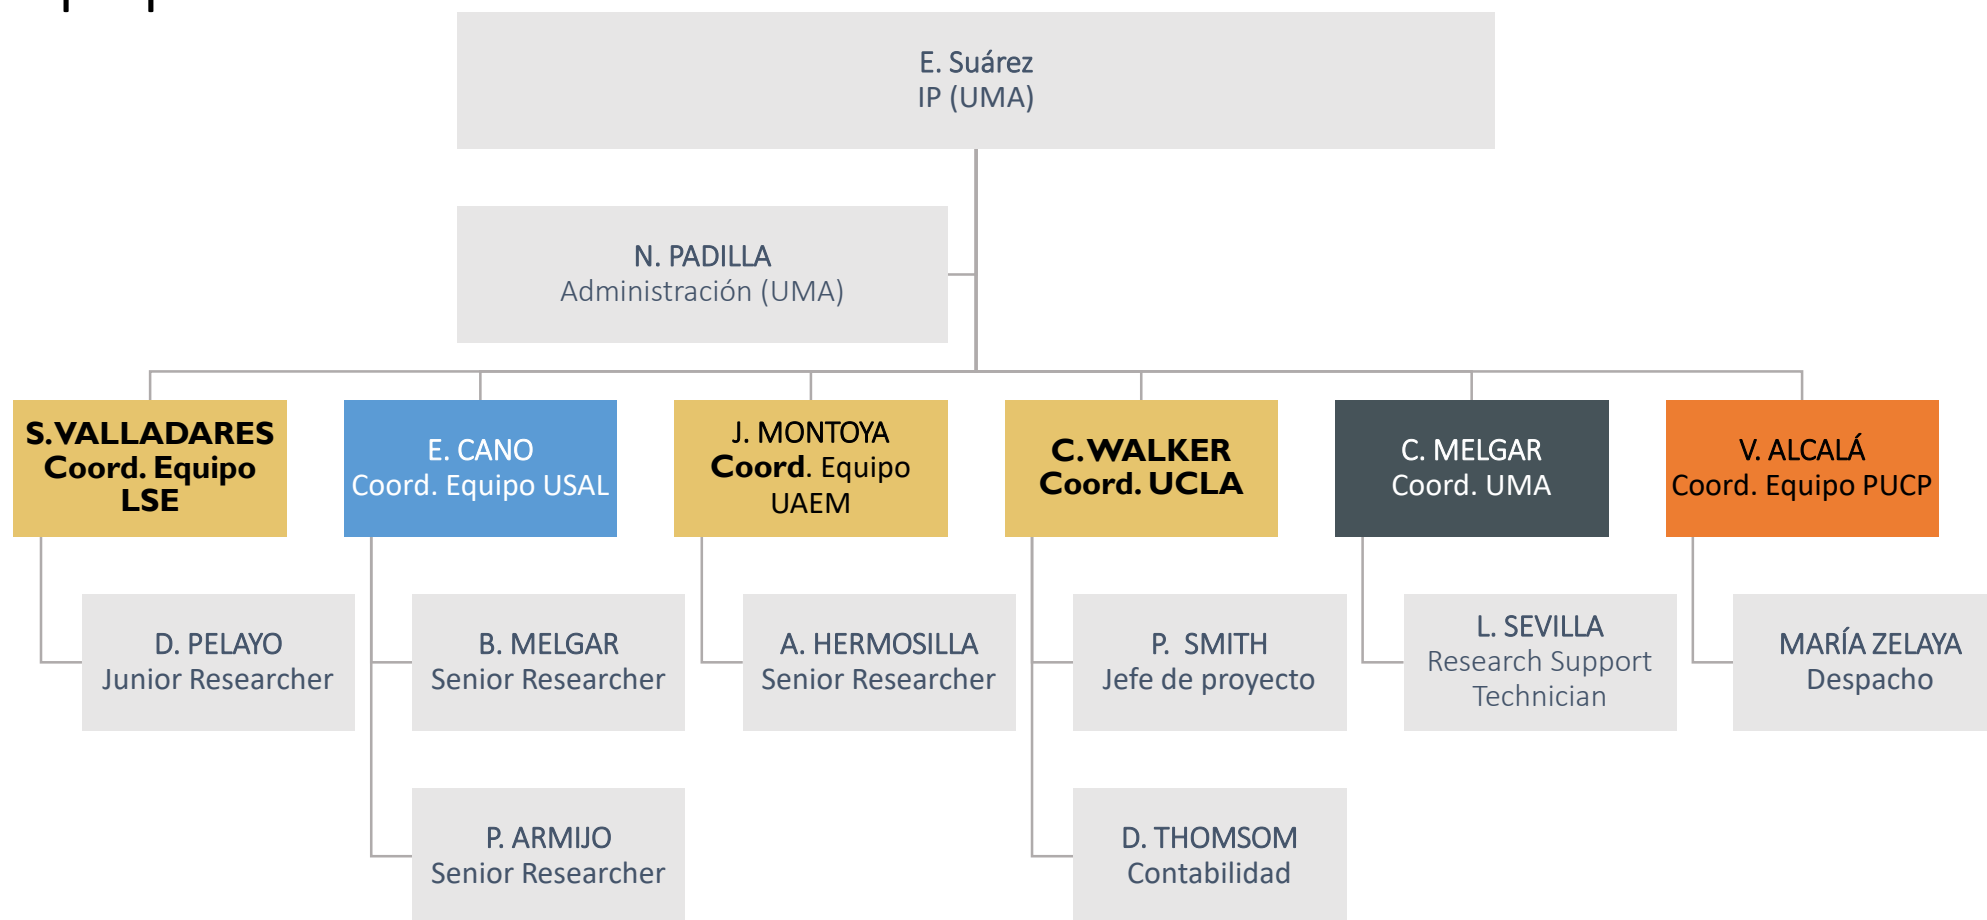 E. Suárez
IP (UMA)
N. PADILLA
Administración (UMA)
S. VALLADARES
Coord. Equipo
LSE
E. CANO
Coord. Equipo USAL
J. MONTOYA
Coord. Equipo
UAEM
C. WALKER
Coord. UCLA
C. MELGAR
Coord. UMA
V. ALCALÁ
Coord. Equipo PUCP
D. PELAYO
Junior Researcher
B. MELGAR
Senior Researcher
A. HERMOSILLA
Senior Researcher
P. SMITH
Jefe de proyecto
L. SEVILLA
Research Support
Technician
MARÍA ZELAYA
Despacho
P. ARMIJO
Senior Researcher
D. THOMSOM
Contabilidad